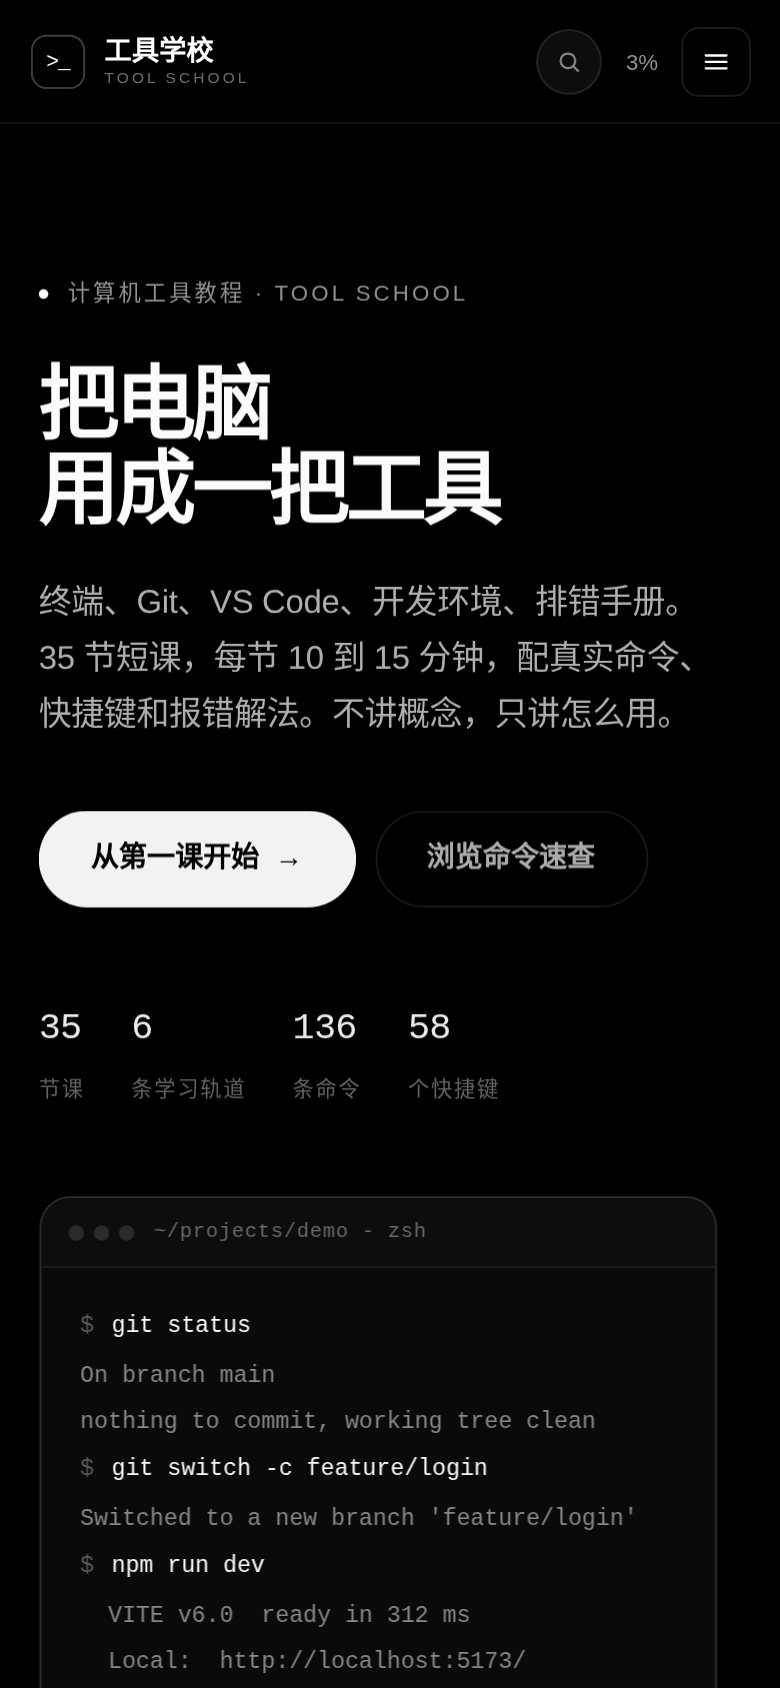 >_
工具学校
TOOL SCHOOL
3%
计算机工具教程 · TOOL SCHOOL
把电脑
用成一把工具
终端、Git、VS Code、开发环境、排错手册。
35 节短课，每节 10 到 15 分钟，配真实命令、
快捷键和报错解法。不讲概念，只讲怎么用。
从第一课开始 →
浏览命令速查
35 6 136 58
节课 条学习轨道 条命令 个快捷键
~/projects/demo - zsh
$ git status
On branch main
nothing to commit, working tree clean
$ git switch -c feature/login
Switched to a new branch 'feature/login'
$ npm run dev
VITE v6.0  ready in 312 ms
Local:  http://localhost:5173/